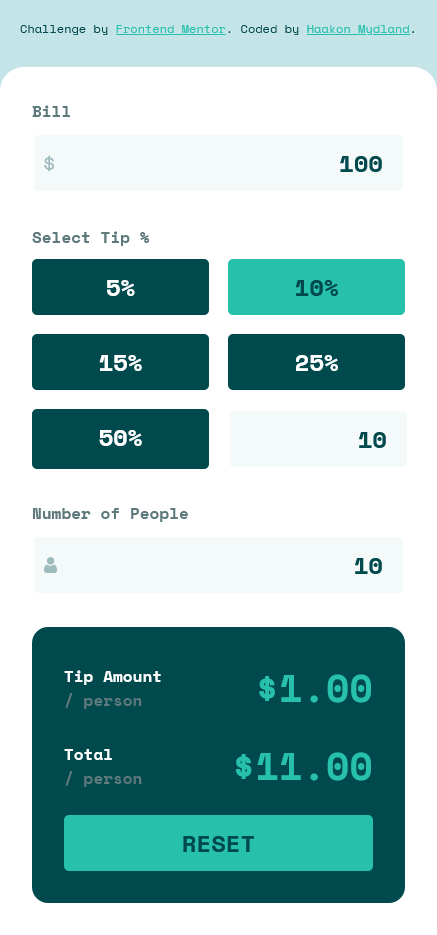 Challenge by Frontend Mentor. Coded by Haakon Mydland.
Bill
$ 100
Select Tip %
5% 10%
15% 25%
50% 10
Number of People
10
Tip Amount
/ person
$1.00
Total
/ person
$11.00
RESET